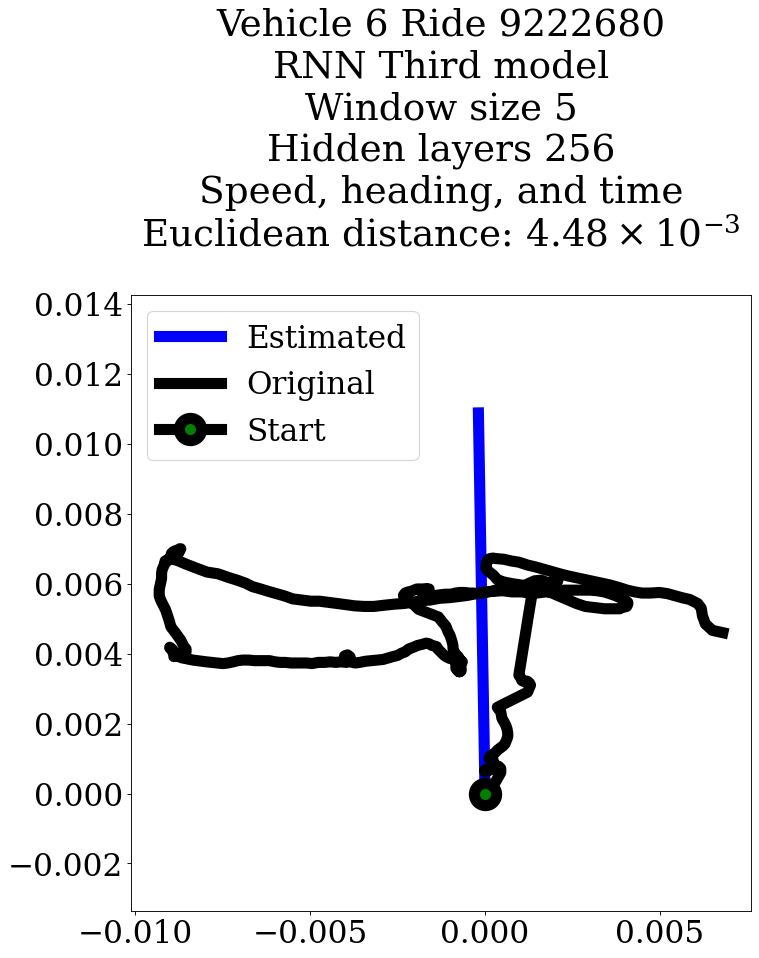 Vehicle 6 Ride 9222680
RNN Third model
Window size 5
Hidden layers 256
Speed, heading, and time
Euclidean distance: 4.48 × 10⁻³
0.014
0.012
0.010
0.008
0.006
0.004
0.002
0.000
−0.002
Estimated
Original
Start
−0.010 −0.005 0.000 0.005